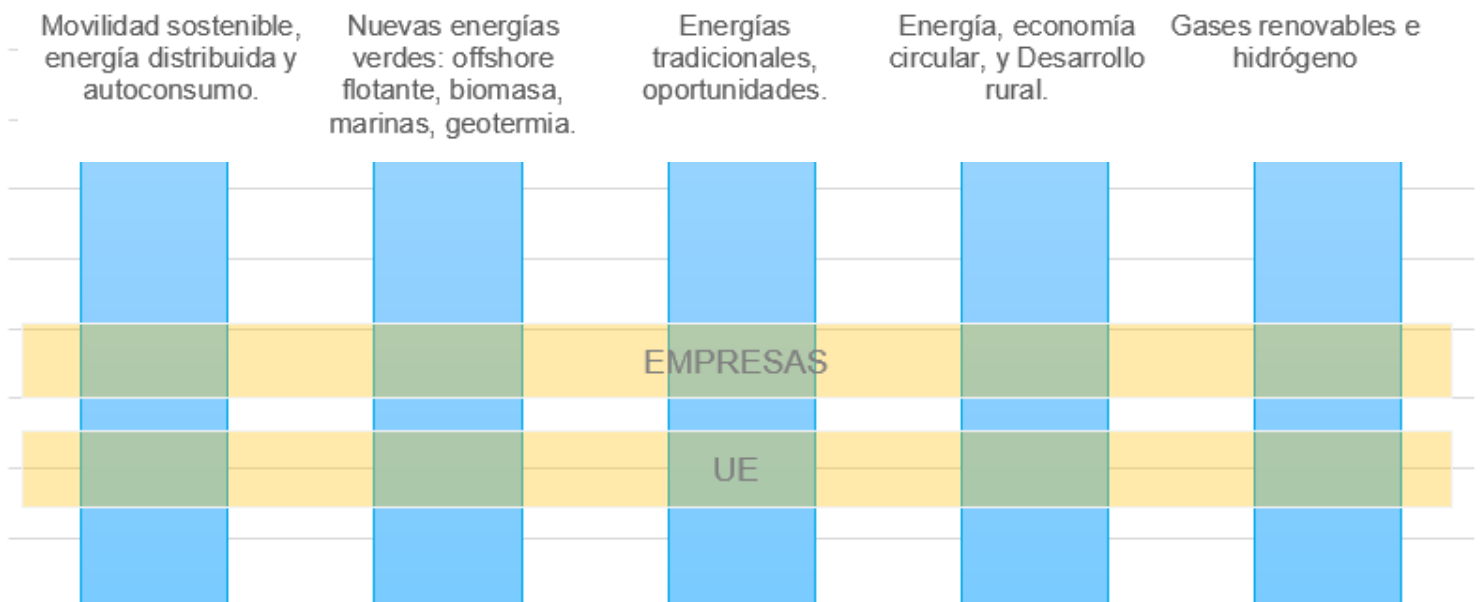 Movilidad sostenible,
energía distribuida y
autoconsumo.
Nuevas energías
verdes: offshore
flotante, biomasa,
marinas, geotermia.
Energías
tradicionales,
oportunidades.
Energía, economía
circular, y Desarrollo
rural.
Gases renovables e
hidrógeno
EMPRESAS
UE